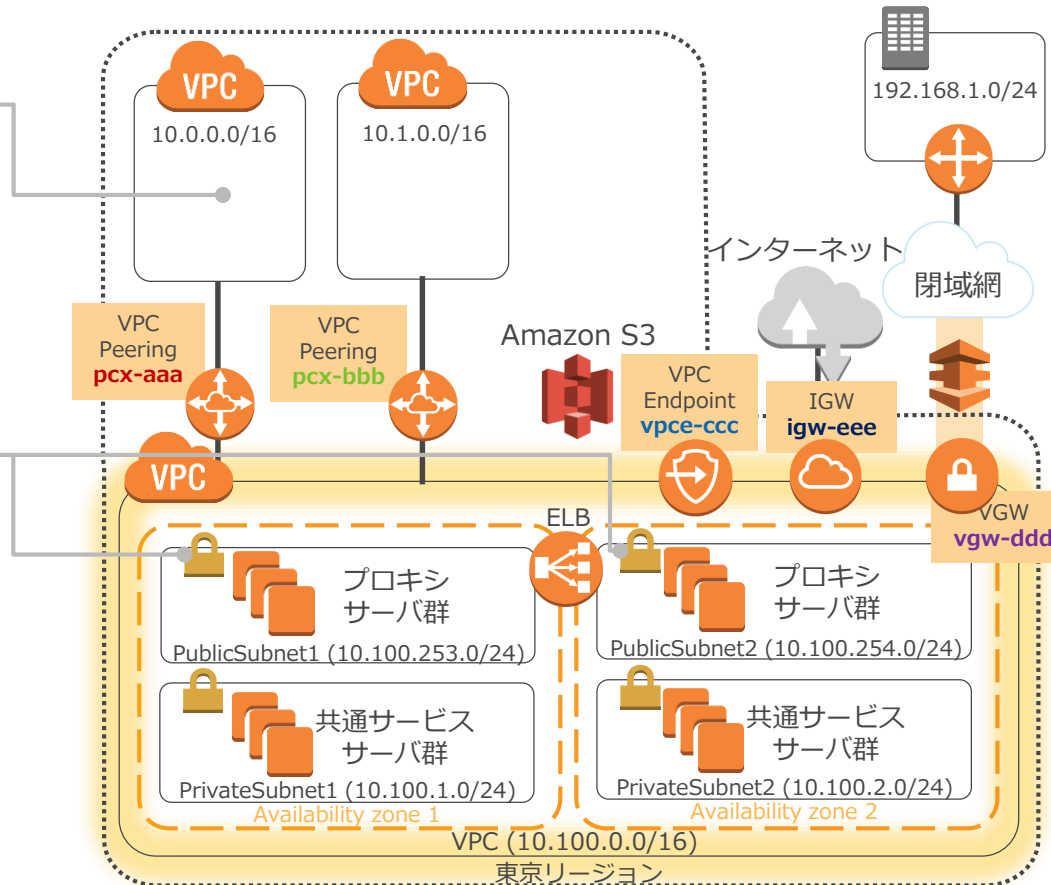 VPC
10.0.0.0/16
VPC
10.1.0.0/16
192.168.1.0/24
インターネット
閉域網
VPC
Peering
pcx-aaa
VPC
Peering
pcx-bbb
Amazon S3
VPC
Endpoint
vpce-ccc
IGW
igw-eee
VPC
VGW
vgw-ddd
ELB
プロキシ
サーバ群
PublicSubnet1 (10.100.253.0/24)
プロキシ
サーバ群
PublicSubnet2 (10.100.254.0/24)
共通サービス
サーバ群
PrivateSubnet1 (10.100.1.0/24)
共通サービス
サーバ群
PrivateSubnet2 (10.100.2.0/24)
Availability zone 1
Availability zone 2
VPC (10.100.0.0/16)
東京リージョン